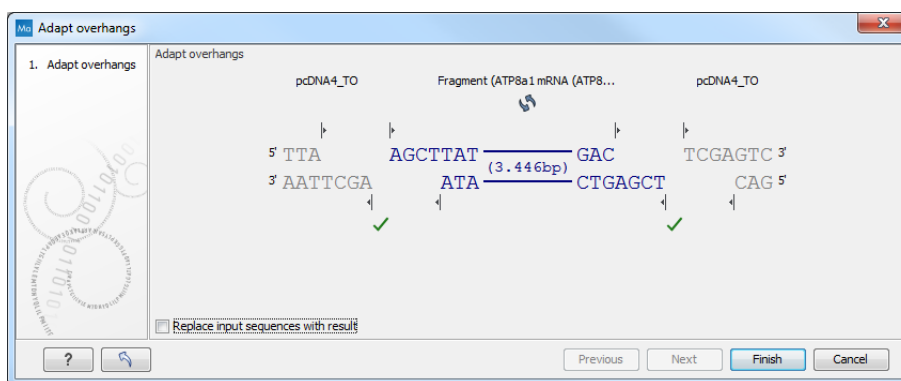 Ma Adapt overhangs
x
1. Adapt overhangs
Adapt overhangs
pcDNA4_TO Fragment (ATP8a1 mRNA (ATP8... pcDNA4_TO
5' TTA AGCTTAT GAC TCGAGTC 3'
(3.446bp)
3' AATTCGA ATA CTGAGCT CAG 5'
Replace input sequences with result
? Previous Next Finish Cancel